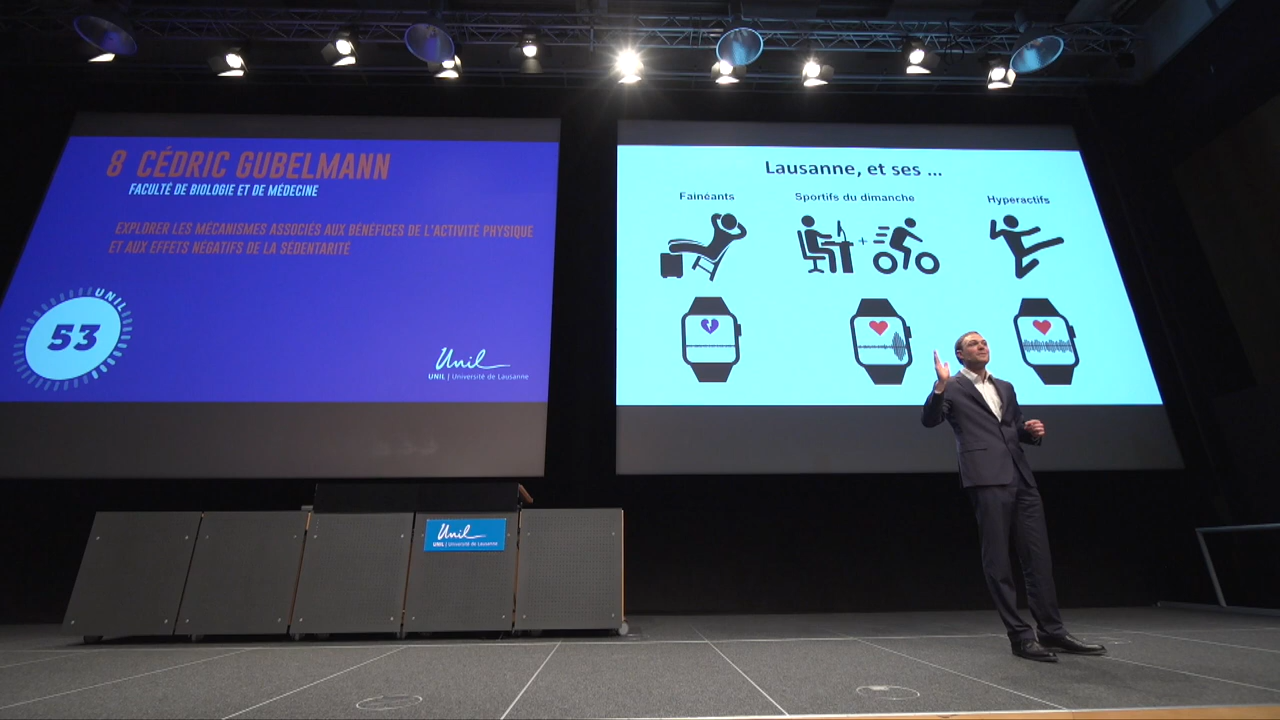 8 CÉDRIC GUBELMANN
FACULTÉ DE BIOLOGIE ET DE MÉDECINE
EXPLORER LES MÉCANISMES ASSOCIÉS AUX BÉNÉFICES DE L'ACTIVITÉ PHYSIQUE
ET AUX EFFETS NÉGATIFS DE LA SÉDENTARITÉ
UNIL
53
Unil
UNIL | Université de Lausanne
Lausanne, et ses ...
Fainéants
Sportifs du dimanche
Hyperactifs
+
Unil
UNIL | Université de Lausanne